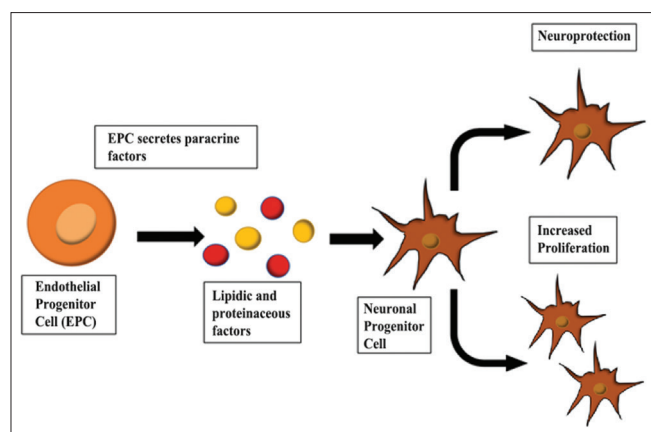 Neuroprotection
EPC secretes paracrine
factors
Endothelial
Progenitor
Cell (EPC)
Lipidic and
proteinaceous
factors
Neuronal
Progenitor
Cell
Increased
Proliferation